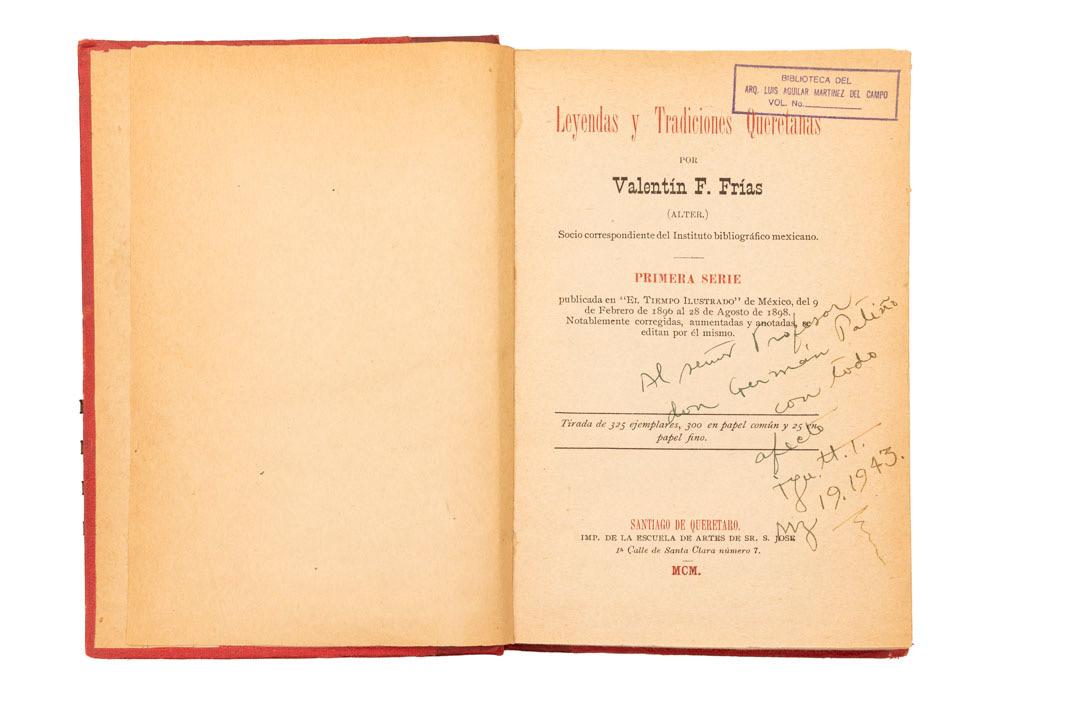 BIBLIOTECA DEL
ARQ. LUIS AGUILAR MARTINEZ DEL CAMPO
VOL. No.
Leyendas y Tradiciones Queretanas
POR
Valentín F. Frías
(ALTER.)
Socio correspondiente del Instituto bibliográfico mexicano.
PRIMERA SERIE
publicada en "EL TIEMPO ILUSTRADO" de México, del 9
de Febrero de 1896 al 28 de Agosto de 1898.
Notablemente corregidas, aumentadas y anotadas, se
editan por él mismo.
Al señor Profesor
don Germán Patiño
con todo
afecto
19.1943.
Tirada de 325 ejemplares, 300 en papel común y 25 en
papel fino.
SANTIAGO DE QUERETARO.
IMP. DE LA ESCUELA DE ARTES DE SR. S. JOSE
1ª Calle de Santa Clara número 7.
MCM.